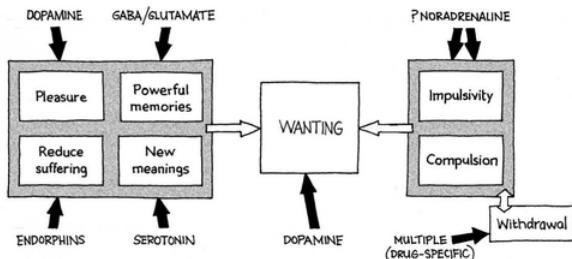 DOPAMINE
GABA/GLUTAMATE
?NORADRENALINE
Pleasure
Powerful
memories
Impulsivity
WANTING
Reduce
suffering
New
meanings
Compulsion
Withdrawal
ENDORPHINS
SEROTONIN
DOPAMINE
MULTIPLE
(DRUG-SPECIFIC)